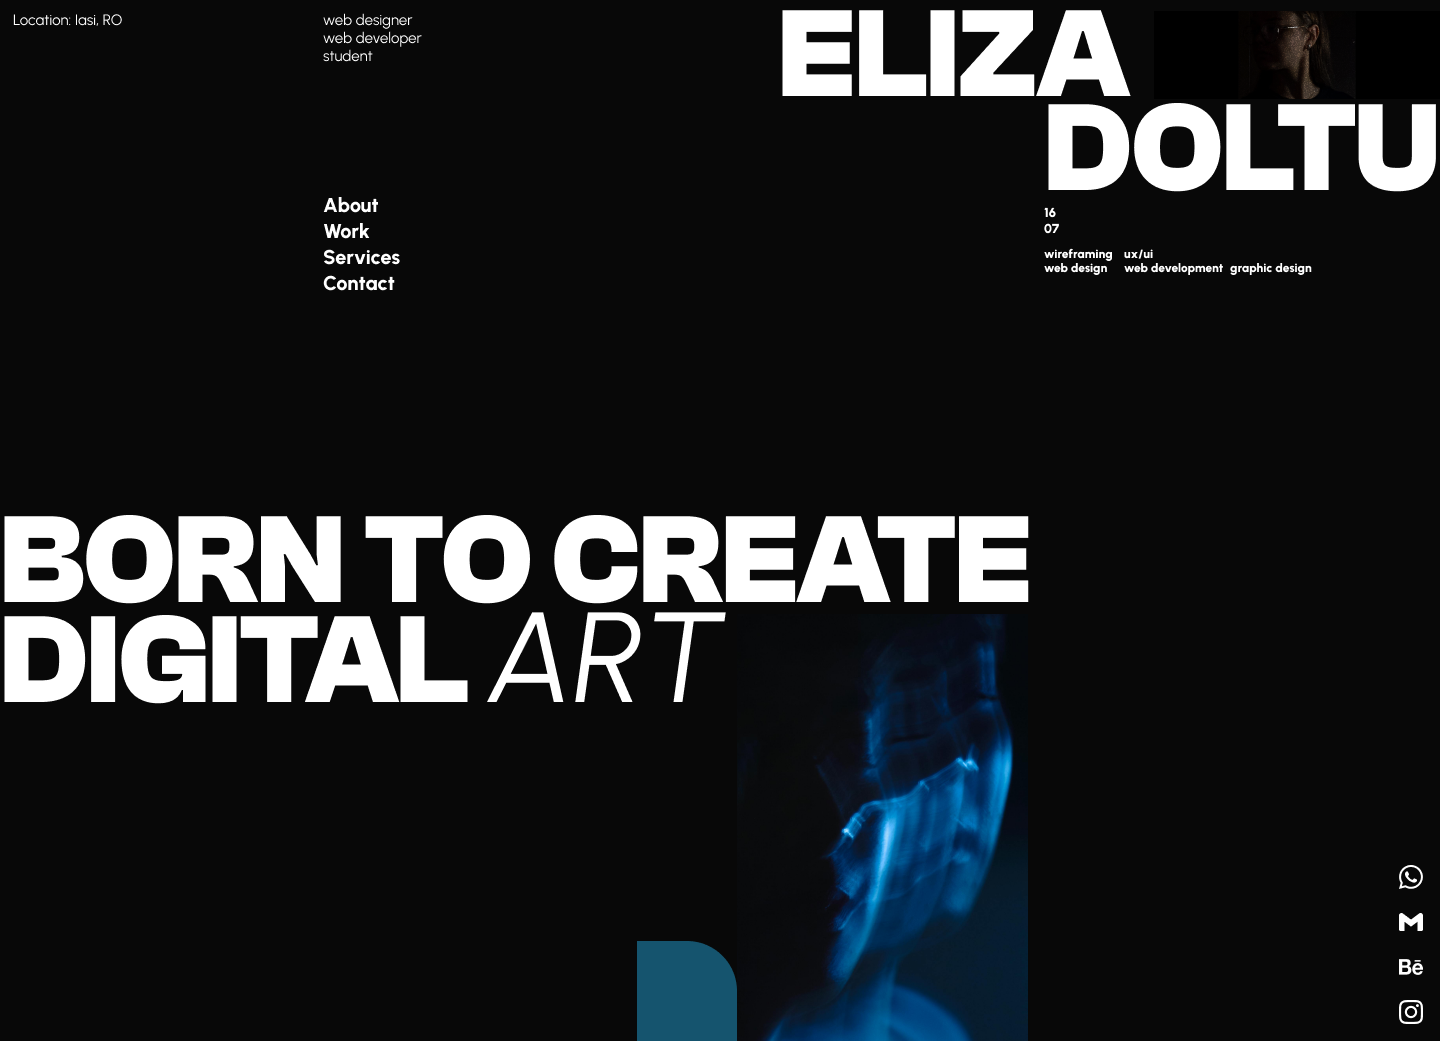 Location: Iasi, RO
web designer
web developer
student
ELIZA
DOLTU
About
Work
Services
Contact
16
07
wireframing ux/ui
web design web development graphic design
BORN TO CREATE
DIGITAL ART
Bē